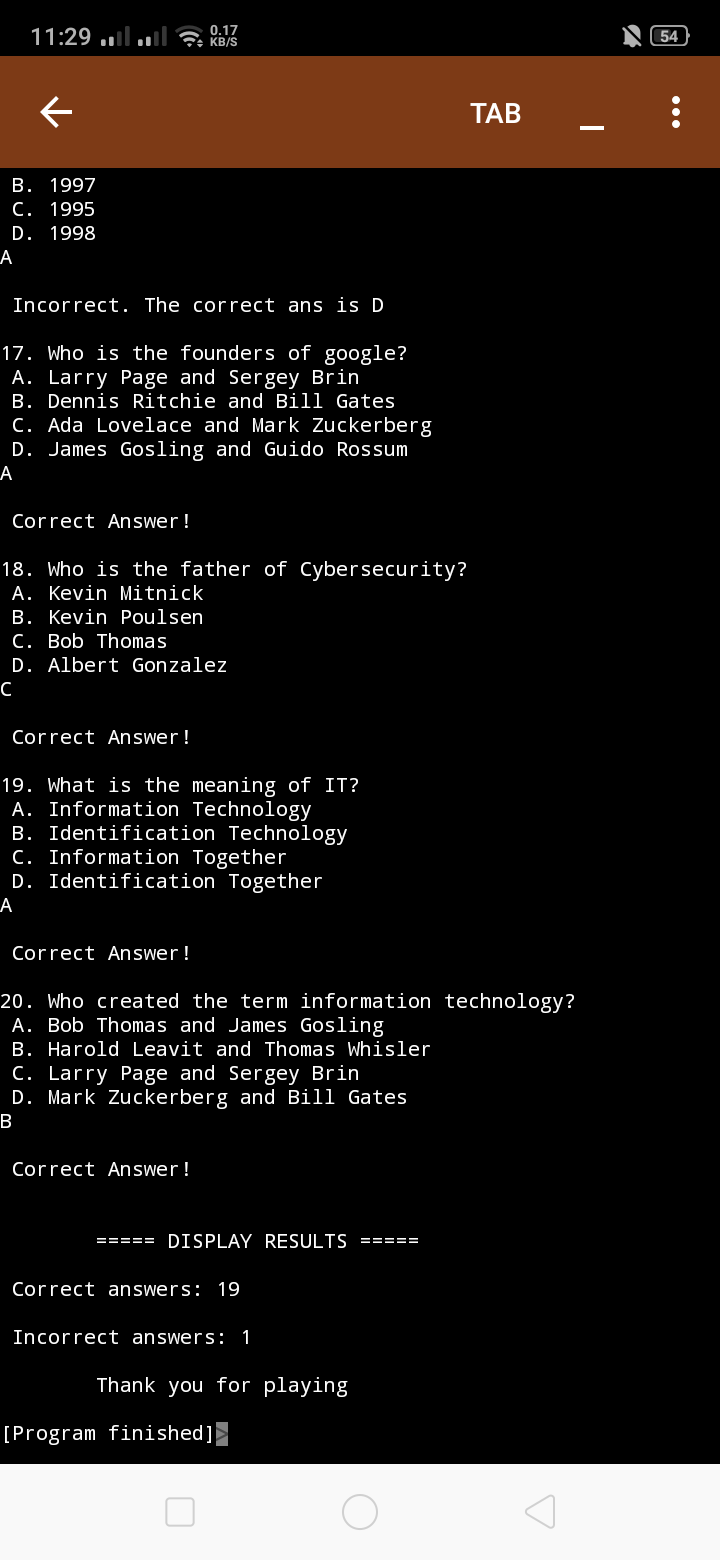 11:29 0.17 KB/S 54
TAB
B. 1997
C. 1995
D. 1998
A
Incorrect. The correct ans is D
17. Who is the founders of google?
A. Larry Page and Sergey Brin
B. Dennis Ritchie and Bill Gates
C. Ada Lovelace and Mark Zuckerberg
D. James Gosling and Guido Rossum
A
Correct Answer!
18. Who is the father of Cybersecurity?
A. Kevin Mitnick
B. Kevin Poulsen
C. Bob Thomas
D. Albert Gonzalez
C
Correct Answer!
19. What is the meaning of IT?
A. Information Technology
B. Identification Technology
C. Information Together
D. Identification Together
A
Correct Answer!
20. Who created the term information technology?
A. Bob Thomas and James Gosling
B. Harold Leavit and Thomas Whisler
C. Larry Page and Sergey Brin
D. Mark Zuckerberg and Bill Gates
B
Correct Answer!
===== DISPLAY RESULTS =====
Correct answers: 19
Incorrect answers: 1
Thank you for playing
[Program finished]>